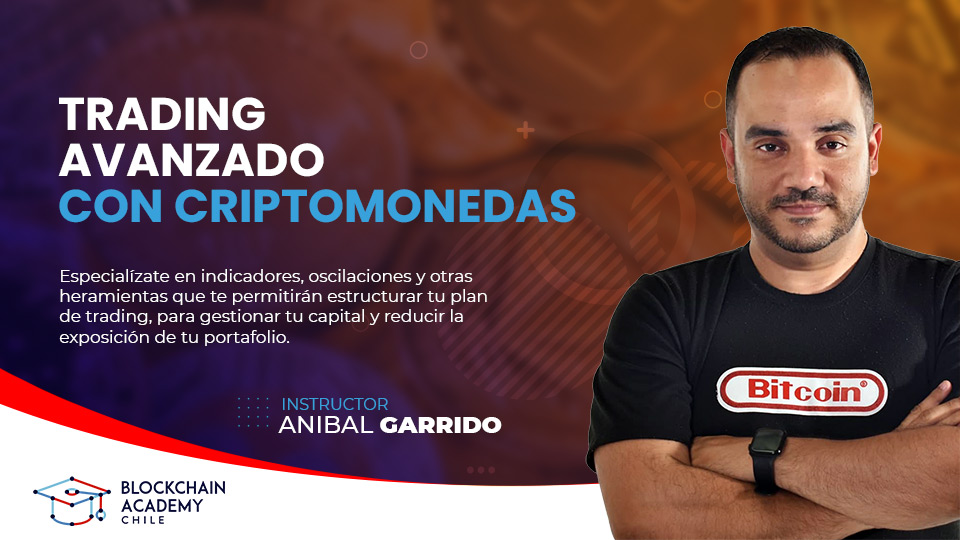 TRADING
AVANZADO
CON CRIPTOMONEDAS
Especialízate en indicadores, oscilaciones y otras
heramientas que te permitirán estructurar tu plan
de trading, para gestionar tu capital y reducir la
exposición de tu portafolio.
INSTRUCTOR
ANIBAL GARRIDO
Bitcoin®
BLOCKCHAIN
ACADEMY
CHILE